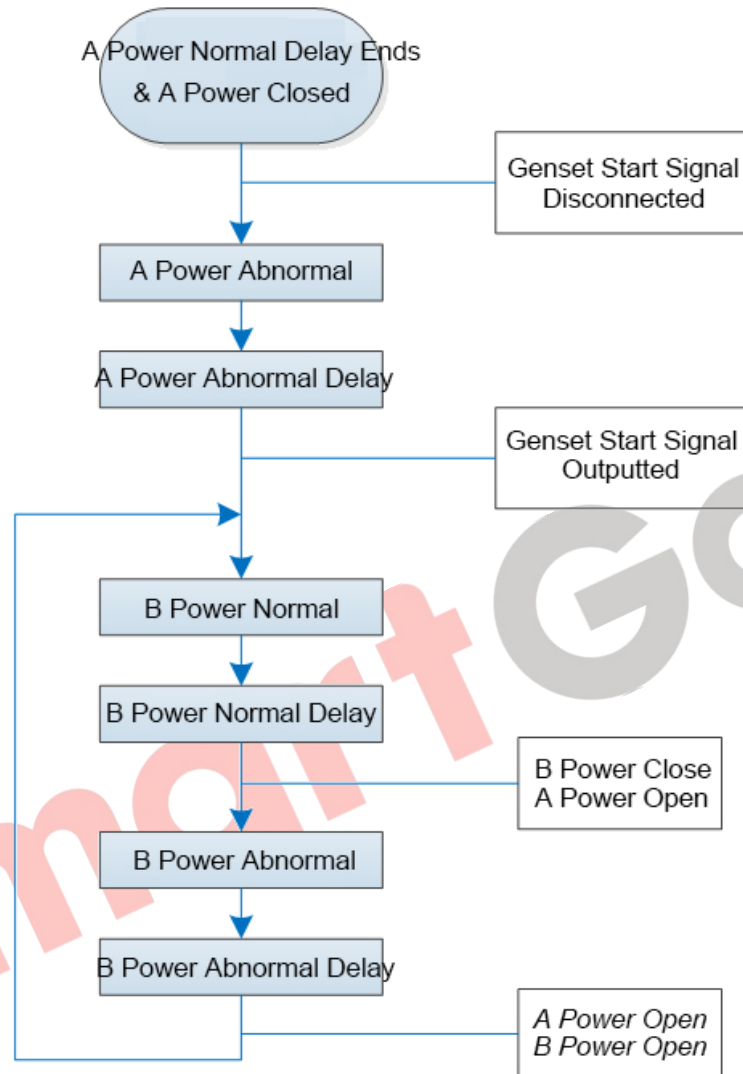 A Power Normal Delay Ends
& A Power Closed
Genset Start Signal
Disconnected
A Power Abnormal
A Power Abnormal Delay
Genset Start Signal
Outputted
B Power Normal
B Power Normal Delay
B Power Close
A Power Open
B Power Abnormal
B Power Abnormal Delay
A Power Open
B Power Open
martGo